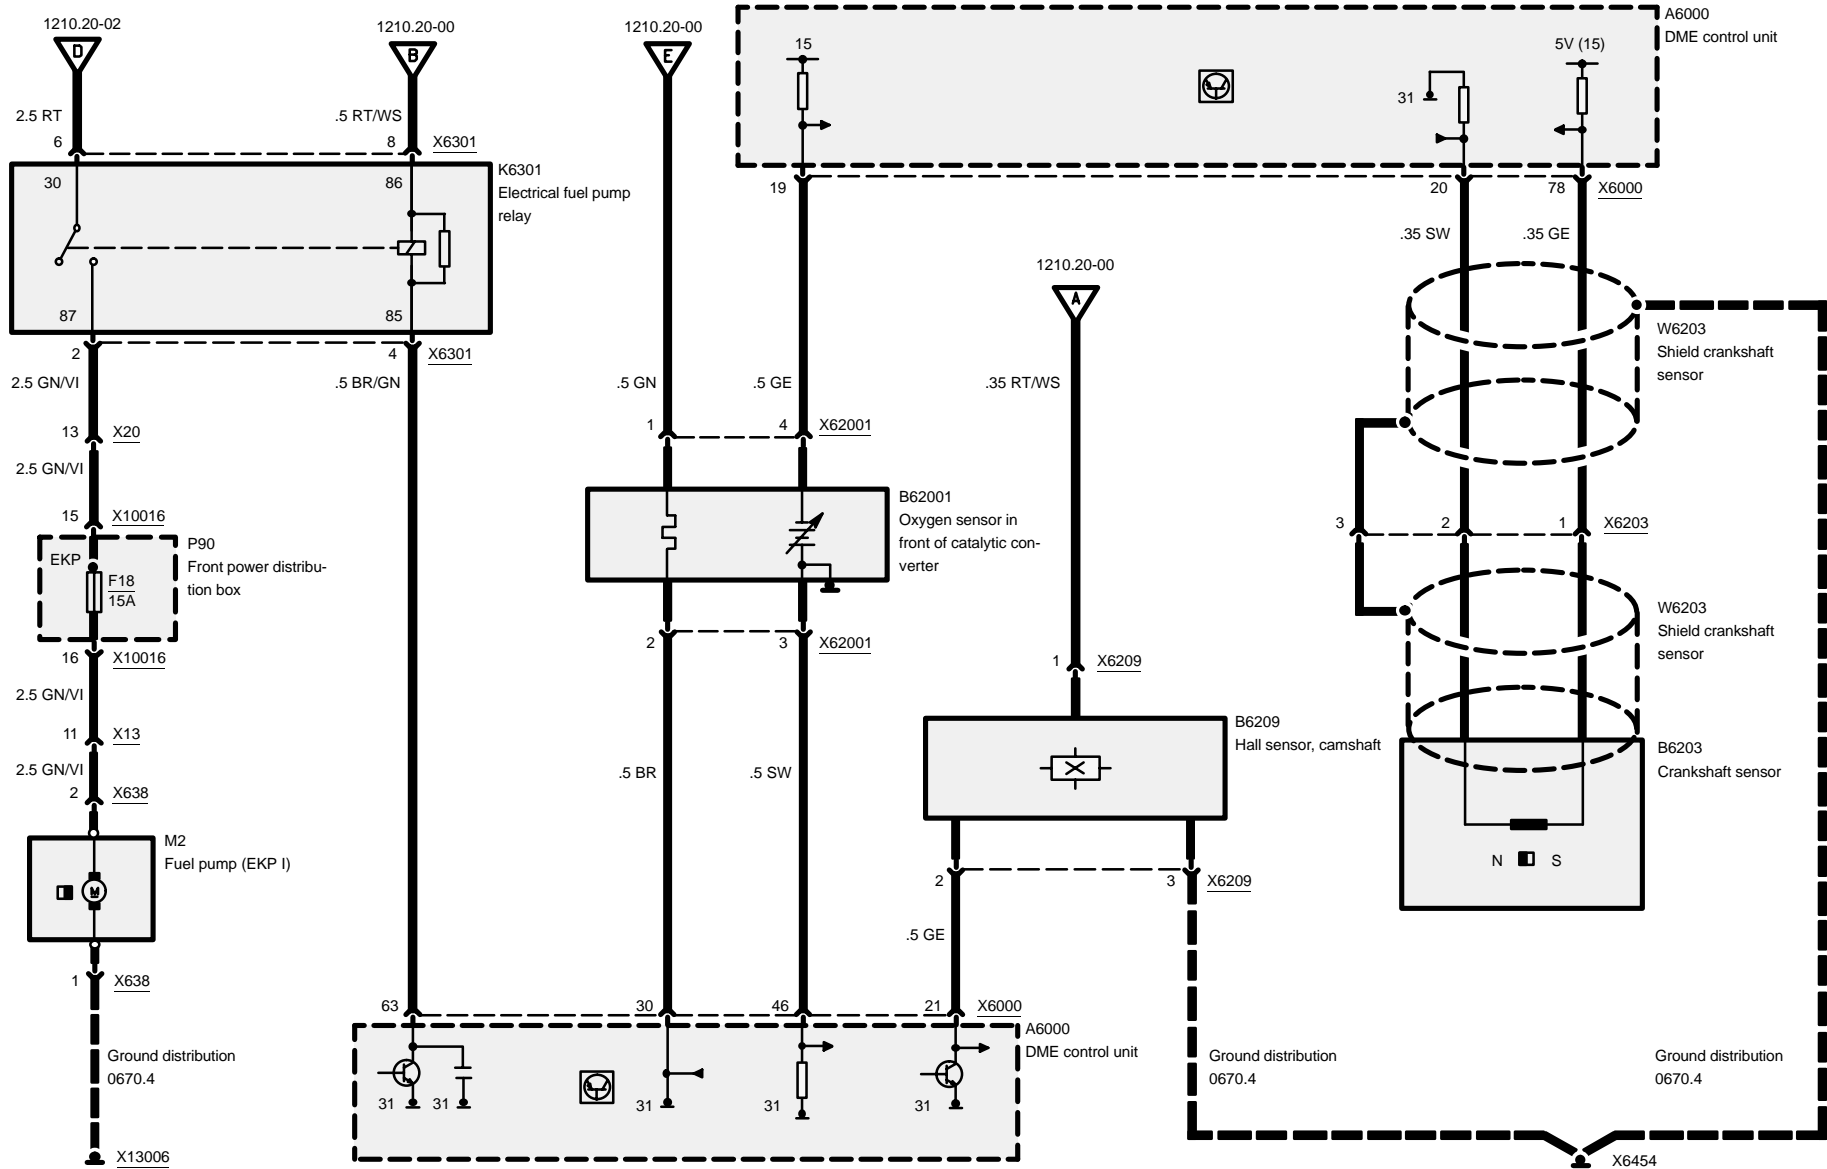 1210.20-02
D
2.5 RT
6
1210.20-00
B
.5 RT/WS
8
X6301
K6301
Electrical fuel pump
relay
30
86
87
85
2
4
X6301
2.5 GN/VI
.5 BR/GN
13
X20
2.5 GN/VI
15
X10016
P90
Front power distribu-
tion box
EKP
F18
15A
16
X10016
2.5 GN/VI
11
X13
2.5 GN/VI
2
X638
M2
Fuel pump (EKP I)
M
1
X638
Ground distribution
0670.4
X13006
1210.20-00
E
.5 GN
1
.5 GE
4
X62001
B62001
Oxygen sensor in
front of catalytic con-
verter
2
3
X62001
.5 BR
.5 SW
A6000
DME control unit
15
31
5V (15)
19
20
78
X6000
.35 SW
.35 GE
1210.20-00
A
.35 RT/WS
1
X6209
B6209
Hall sensor, camshaft
2
3
X6209
.5 GE
W6203
Shield crankshaft
sensor
3
2
1
X6203
W6203
Shield crankshaft
sensor
B6203
Crankshaft sensor
N
S
63
30
46
21
X6000
A6000
DME control unit
31
31
31
31
31
Ground distribution
0670.4
Ground distribution
0670.4
X6454